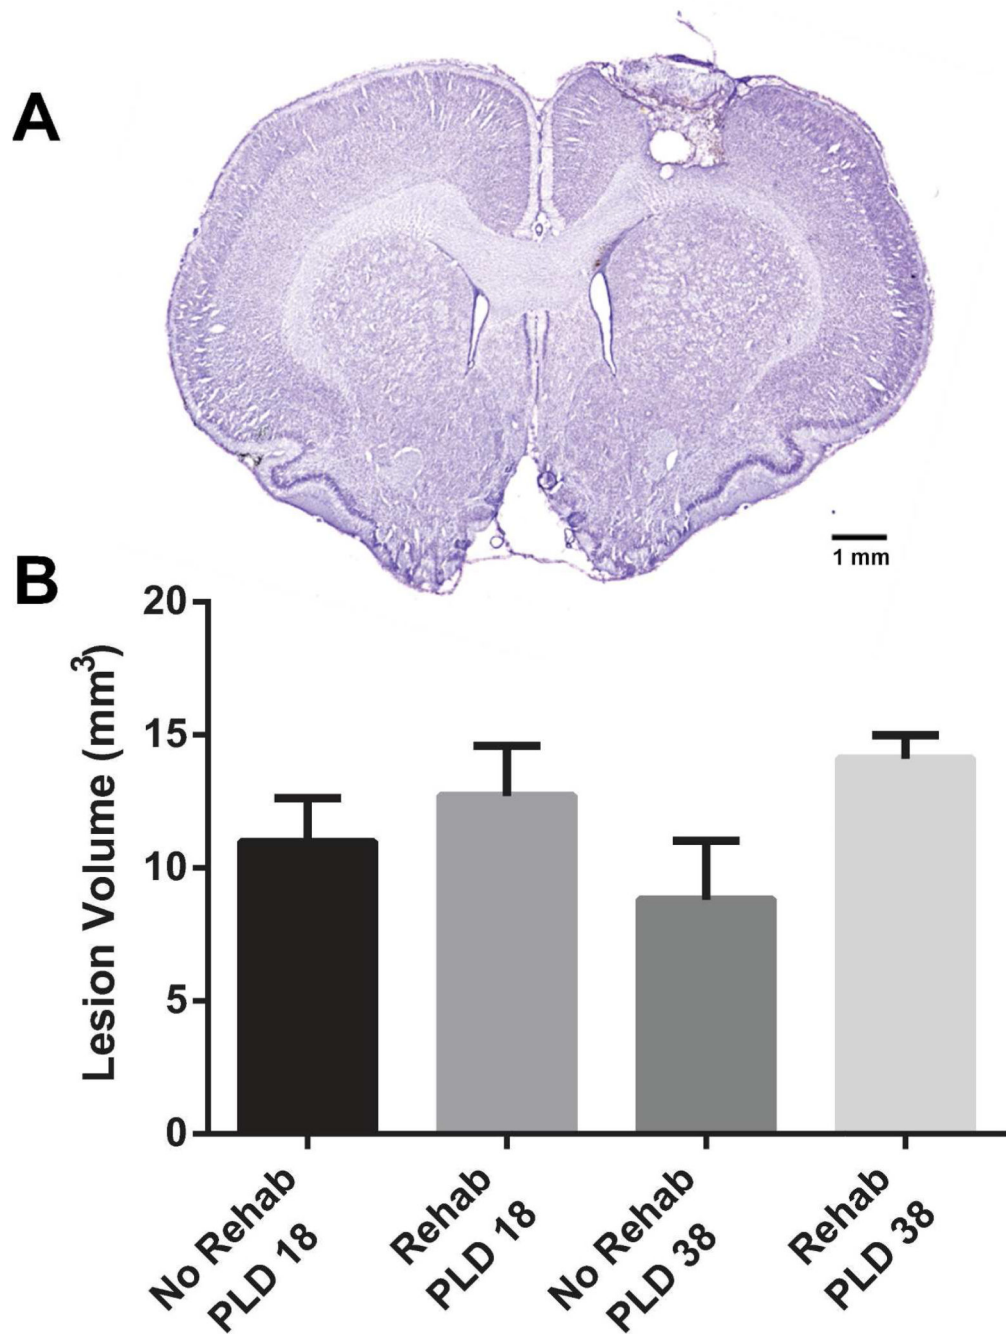 A
1 mm
B
Lesion Volume (mm³)
20
15
10
5
0
No Rehab
PLD 18
Rehab
PLD 18
No Rehab
PLD 38
Rehab
PLD 38